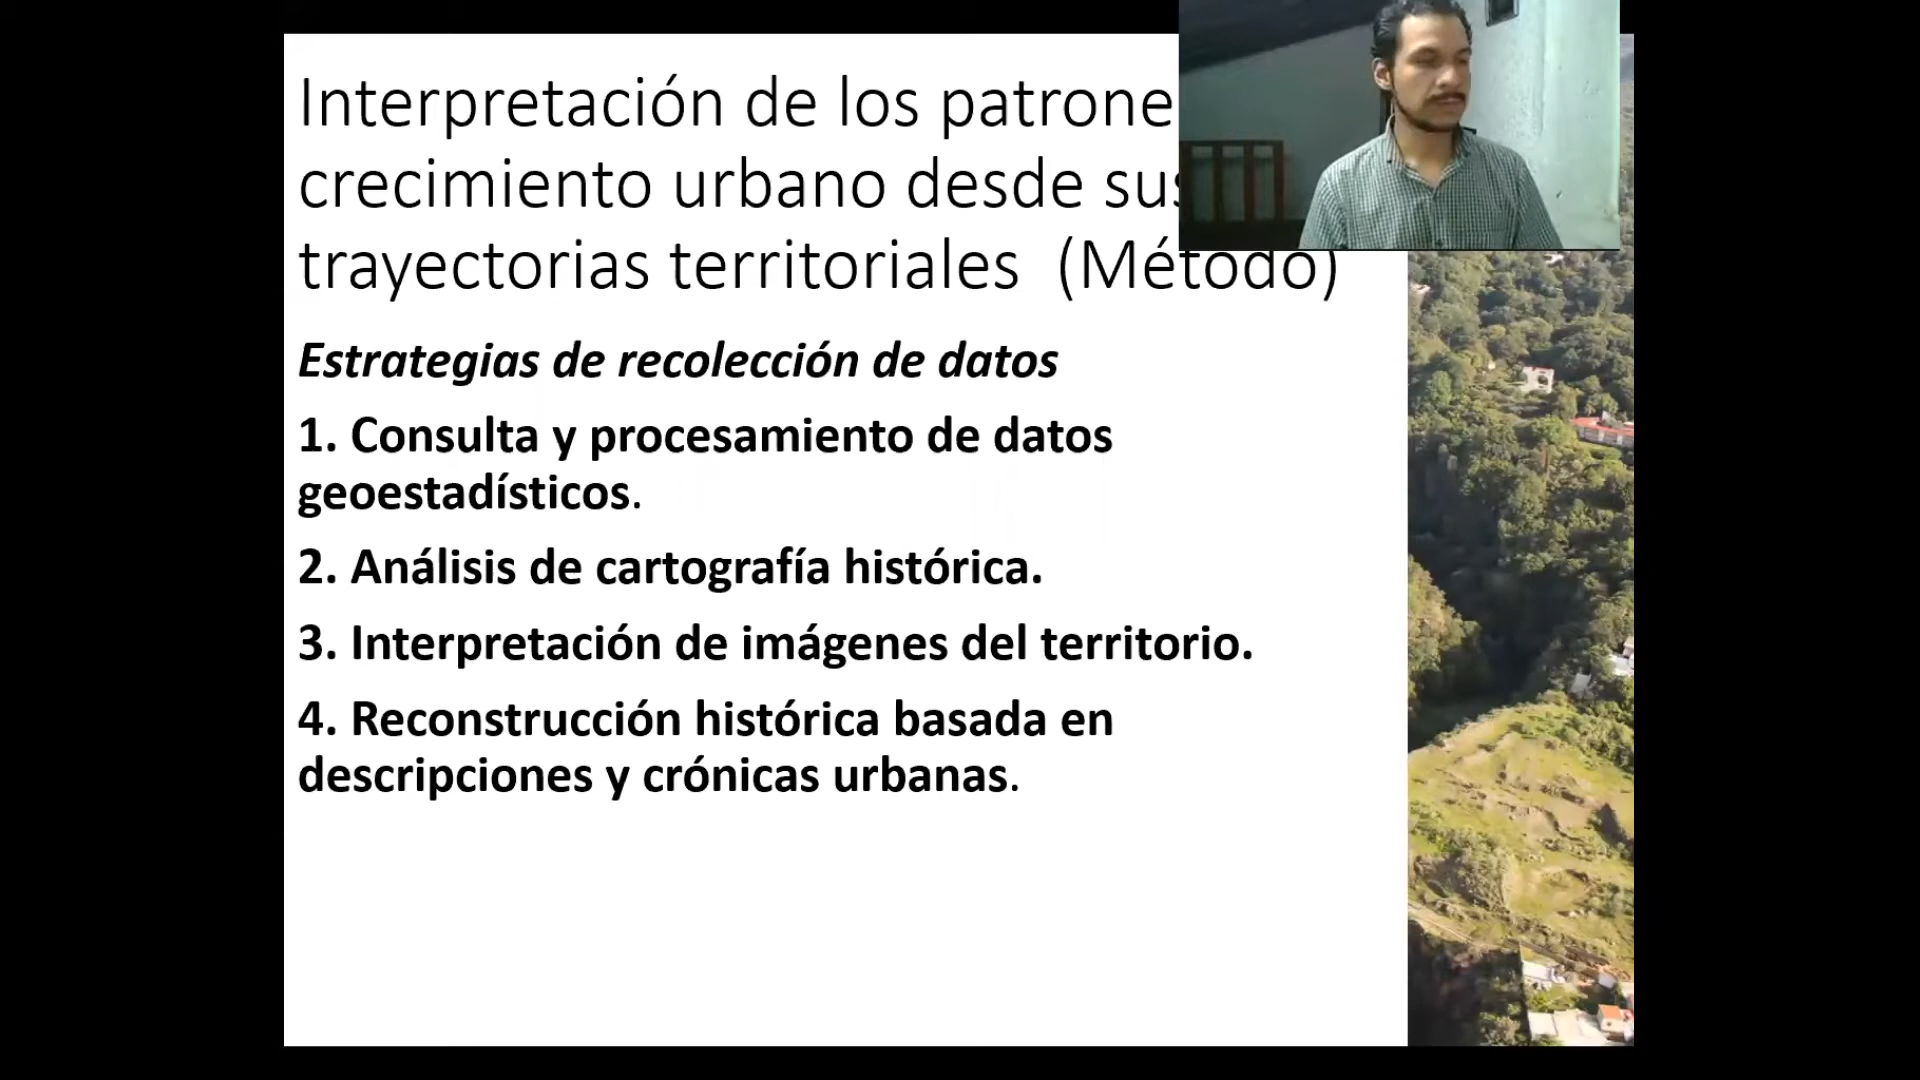 Interpretación de los patrone
crecimiento urbano desde sus
trayectorias territoriales (Método)
Estrategias de recolección de datos
1. Consulta y procesamiento de datos
geoestadísticos.
2. Análisis de cartografía histórica.
3. Interpretación de imágenes del territorio.
4. Reconstrucción histórica basada en
descripciones y crónicas urbanas.